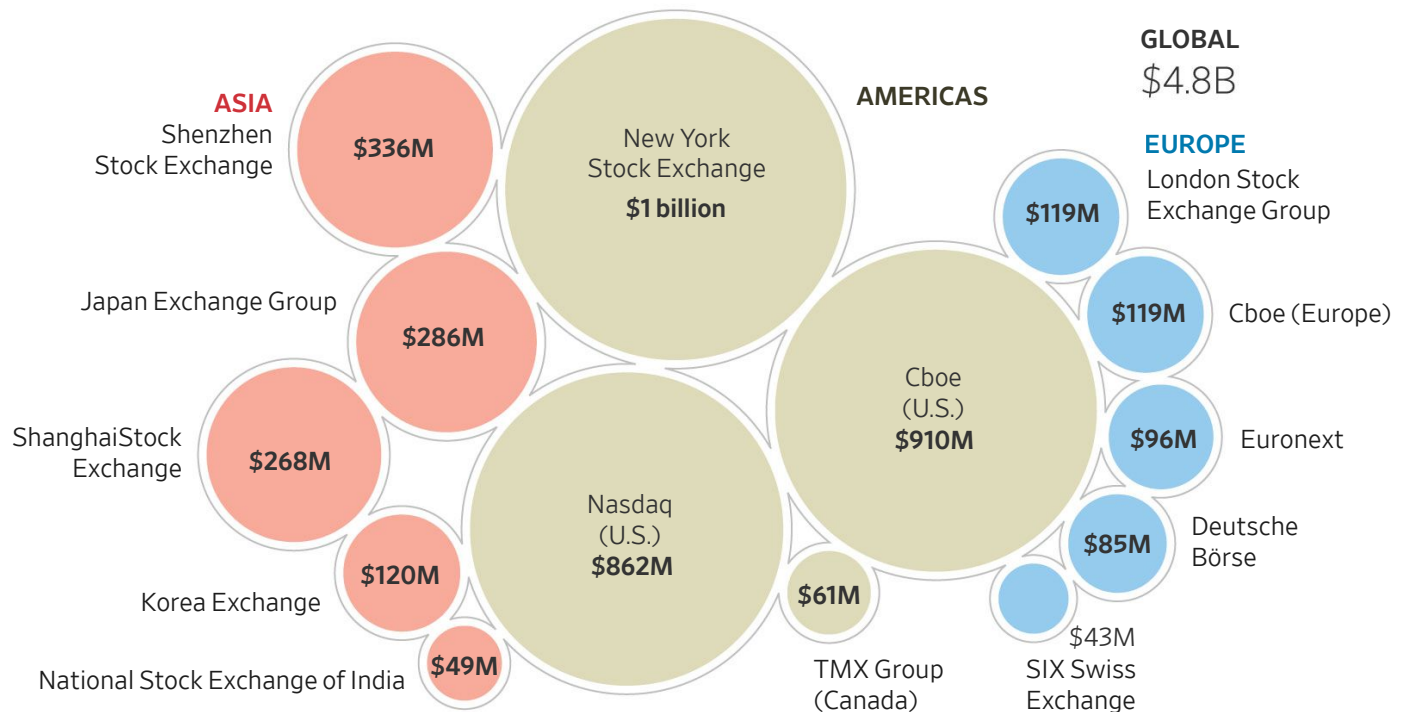 GLOBAL
$4.8B
ASIA
Shenzhen
Stock Exchange
$336M
Japan Exchange Group
$286M
ShanghaiStock
Exchange
$268M
Korea Exchange
$120M
National Stock Exchange of India
$49M
AMERICAS
New York
Stock Exchange
$1 billion
Cboe
(U.S.)
$910M
Nasdaq
(U.S.)
$862M
$61M
TMX Group
(Canada)
EUROPE
London Stock
Exchange Group
$119M
$119M
Cboe (Europe)
$96M
Euronext
$85M
Deutsche
Börse
$43M
SIX Swiss
Exchange